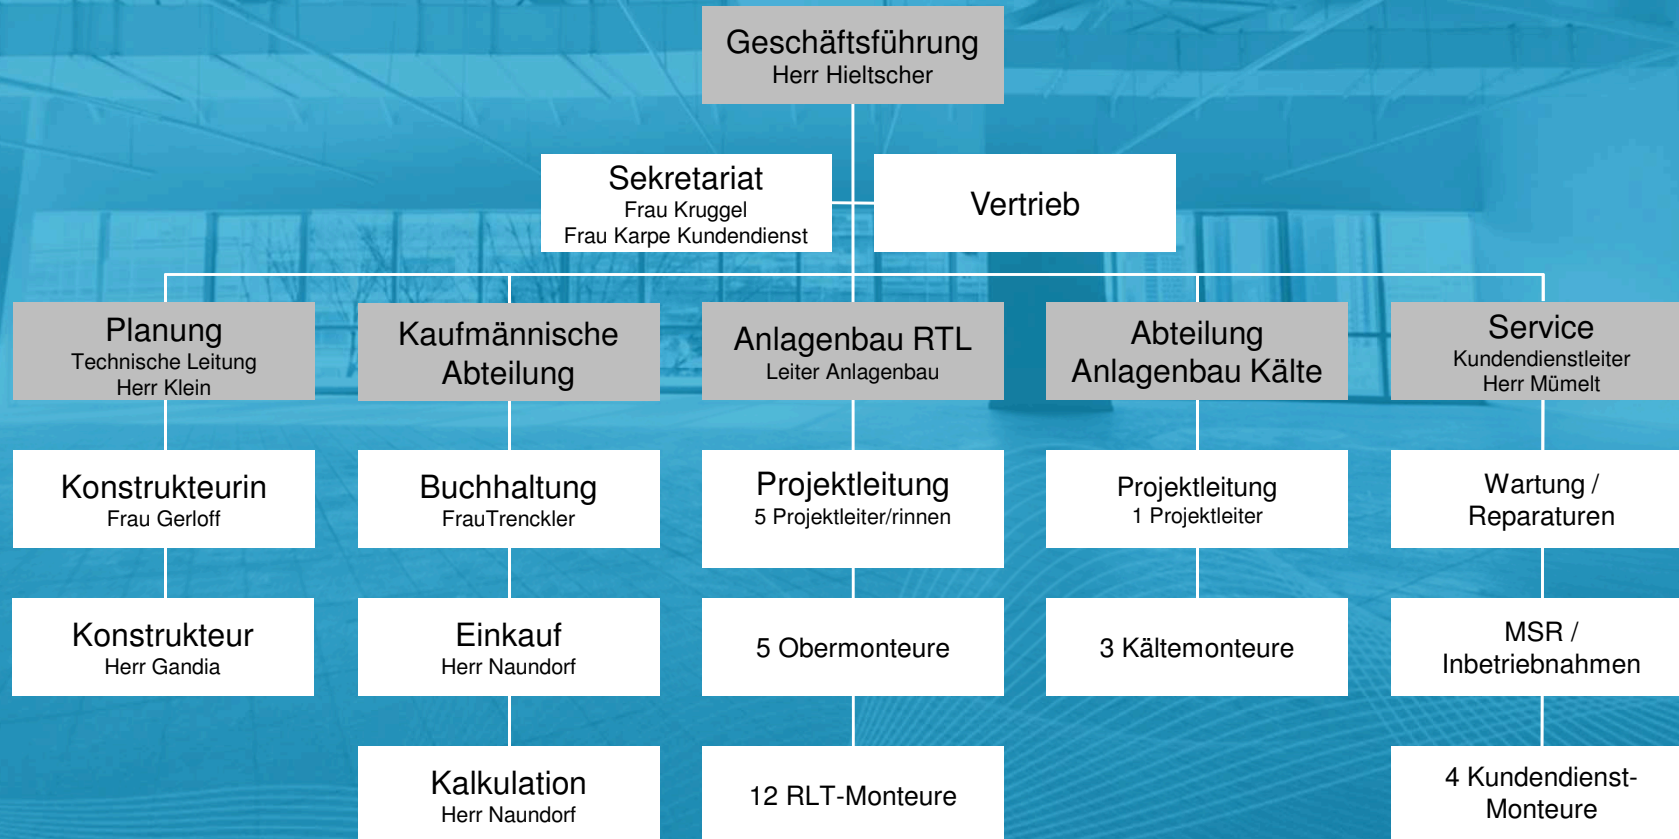 Geschäftsführung
Herr Hieltscher
Sekretariat
Frau Kruggel
Frau Karpe Kundendienst
Vertrieb
Planung
Technische Leitung
Herr Klein
Kaufmännische
Abteilung
Anlagenbau RTL
Leiter Anlagenbau
Abteilung
Anlagenbau Kälte
Service
Kundendienstleiter
Herr Mümelt
Konstrukteurin
Frau Gerloff
Buchhaltung
FrauTrenckler
Projektleitung
5 Projektleiter/rinnen
Projektleitung
1 Projektleiter
Wartung /
Reparaturen
Konstrukteur
Herr Gandia
Einkauf
Herr Naundorf
5 Obermonteure
3 Kältemonteure
MSR /
Inbetriebnahmen
Kalkulation
Herr Naundorf
12 RLT-Monteure
4 Kundendienst-
Monteure